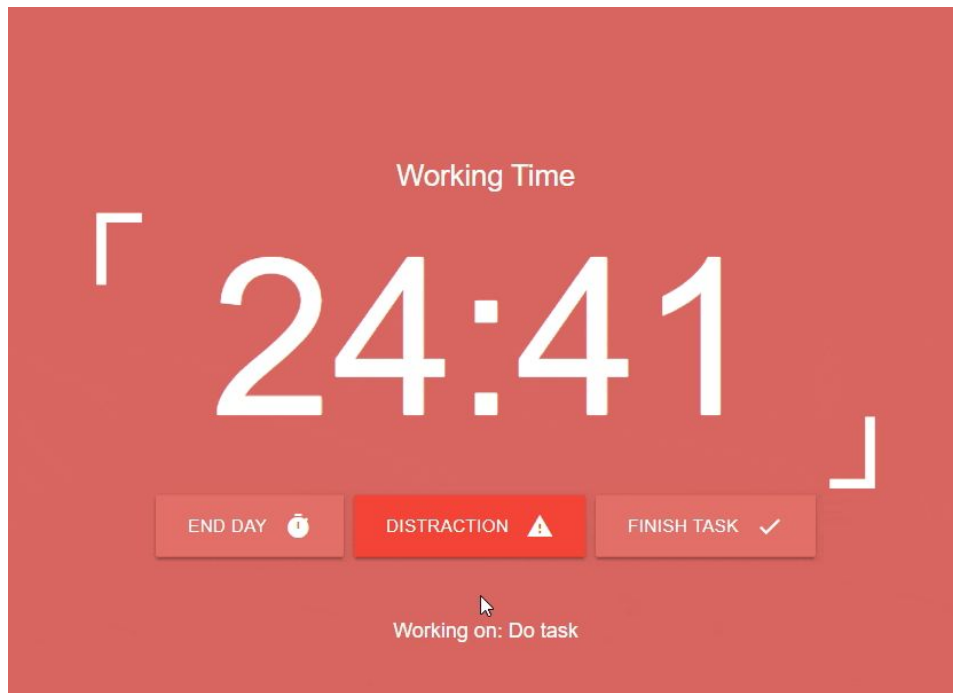 Working Time
24:41
END DAY
DISTRACTION
FINISH TASK
Working on: Do task